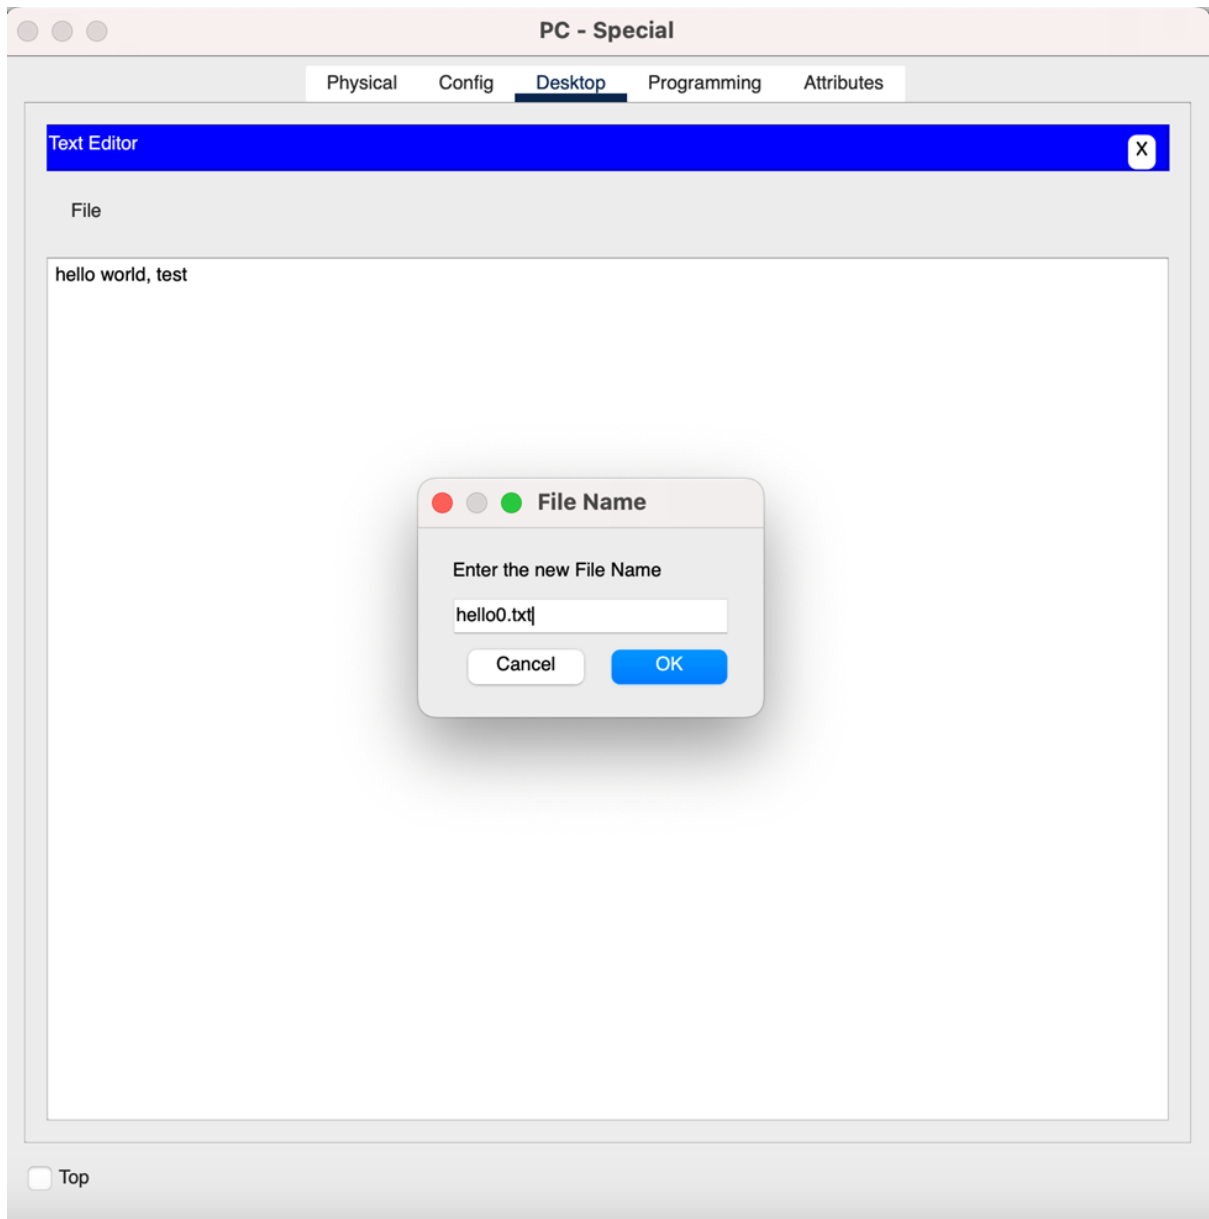 PC - Special
Physical Config Desktop Programming Attributes
Text Editor
X
File
hello world, test
File Name
Enter the new File Name
hello0.txt
Cancel OK
Top